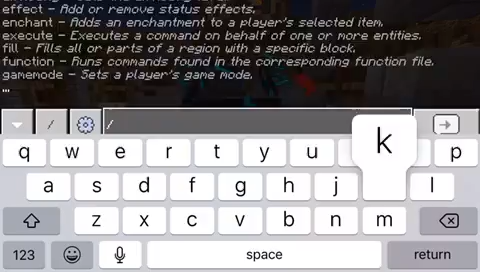 effect – Add or remove status effects.
enchant – Adds an enchantment to a player's selected item.
execute – Executes a command on behalf of one or more entities.
fill – Fills all or parts of a region with a specific block.
function – Runs commands found in the corresponding function file.
gamemode – Sets a player's game mode.
...
/ /
k
q w e r t y u p
a s d f g h j l
z x c v b n m
123 space return